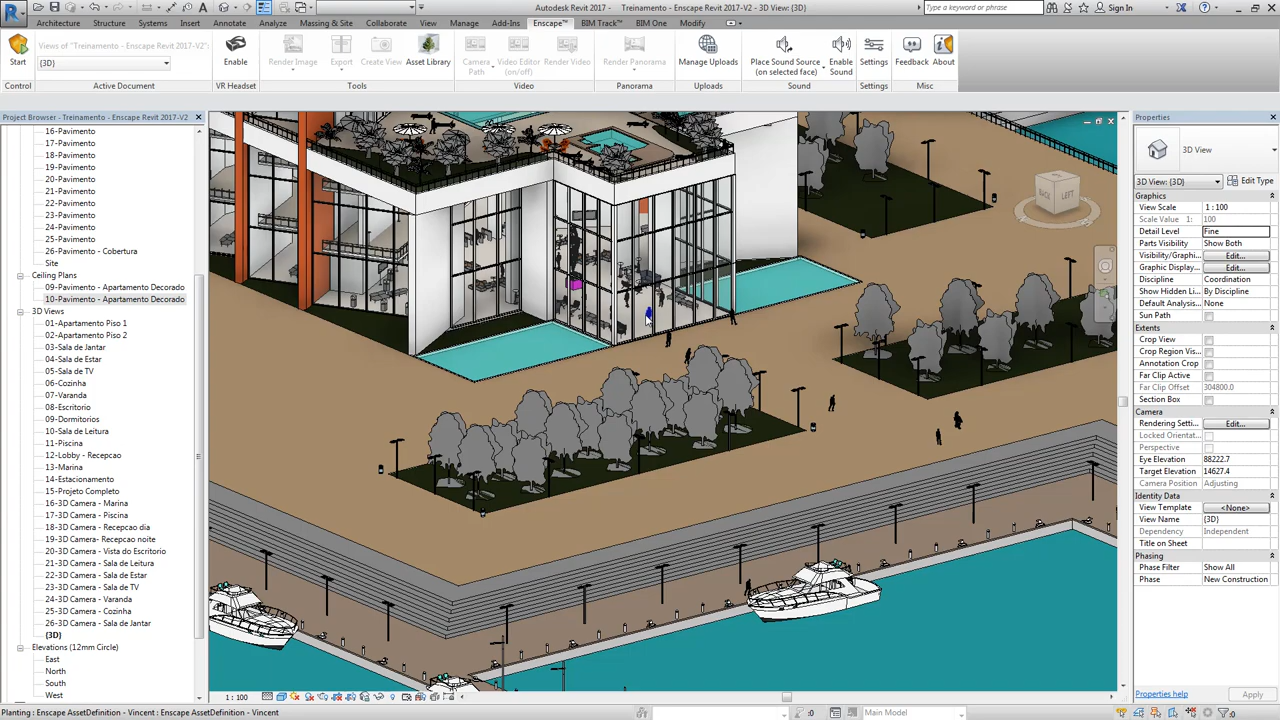 Autodesk Revit 2017 - Treinamento - Enscape Revit 2017-V2 - 3D View: {3D}
Type a keyword or phrase
Sign In
Architecture Structure Systems Insert Annotate Analyze Massing & Site Collaborate View Manage Add-Ins Enscape™ BIM Track™ BIM One Modify
Start
Control
Views of "Treinamento - Enscape Revit 2017-V2"
{3D}
Active Document
Enable
VR Headset
Render Image
Export
Create View
Asset Library
Tools
Camera Path
Video Editor (on/off)
Render Video
Video
Render Panorama
Panorama
Manage Uploads
Uploads
Place Sound Source (on selected face)
Enable Sound
Sound
Settings
Settings
Feedback
About
Misc
Project Browser - Treinamento - Enscape Revit 2017-V2
16-Pavimento
17-Pavimento
18-Pavimento
19-Pavimento
20-Pavimento
21-Pavimento
22-Pavimento
23-Pavimento
24-Pavimento
25-Pavimento
26-Pavimento - Cobertura
Site
Ceiling Plans
09-Pavimento - Apartamento Decorado
10-Pavimento - Apartamento Decorado
3D Views
01-Apartamento Piso 1
02-Apartamento Piso 2
03-Sala de Jantar
04-Sala de Estar
05-Sala de TV
06-Cozinha
07-Varanda
08-Escritorio
09-Dormitorios
10-Sala de Leitura
11-Piscina
12-Lobby - Recepcao
13-Marina
14-Estacionamento
15-Projeto Completo
16-3D Camera - Marina
17-3D Camera - Piscina
18-3D Camera - Recepcao dia
19-3D Camera- Recepcao noite
20-3D Camera - Vista do Escritorio
21-3D Camera - Sala de Leitura
22-3D Camera - Sala de Estar
23-3D Camera - Sala de TV
24-3D Camera - Varanda
25-3D Camera - Cozinha
26-3D Camera - Sala de Jantar
{3D}
Elevations (12mm Circle)
East
North
South
West
BACK
LEFT
Properties
3D View
3D View: {3D}
Edit Type
Graphics
View Scale 1 : 100
Scale Value 1: 100
Detail Level Fine
Parts Visibility Show Both
Visibility/Graphi... Edit...
Graphic Display... Edit...
Discipline Coordination
Show Hidden Li... By Discipline
Default Analysis... None
Sun Path
Extents
Crop View
Crop Region Vis...
Annotation Crop
Far Clip Active
Far Clip Offset 304800.0
Section Box
Camera
Rendering Setti... Edit...
Locked Orientat...
Perspective
Eye Elevation 88222.7
Target Elevation 14627.4
Camera Position Adjusting
Identity Data
View Template <None>
View Name {3D}
Dependency Independent
Title on Sheet
Phasing
Phase Filter Show All
Phase New Construction
Properties help
Apply
1 : 100
Planting : Enscape AssetDefinition - Vincent : Enscape AssetDefinition - Vincent
:0
Main Model
:0